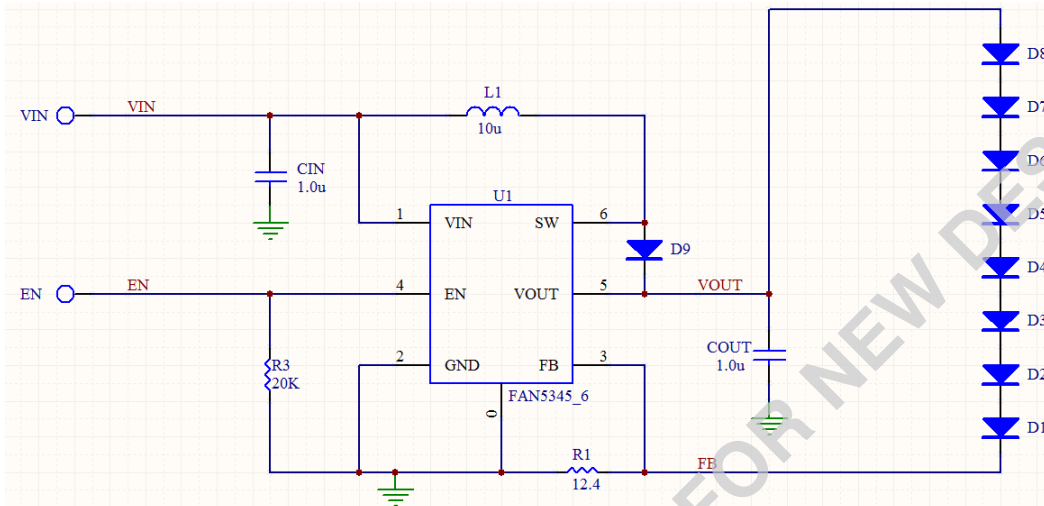 D8
D7
D6
D5
D4
D3
D2
D1
L1
10u
VIN
VIN
CIN
1.0u
U1
1
VIN
SW
6
D9
EN
EN
4
EN
VOUT
5
VOUT
COUT
1.0u
2
GND
FB
3
R3
20K
FAN5345_6
0
R1
12.4
FB
FOR NEW DES